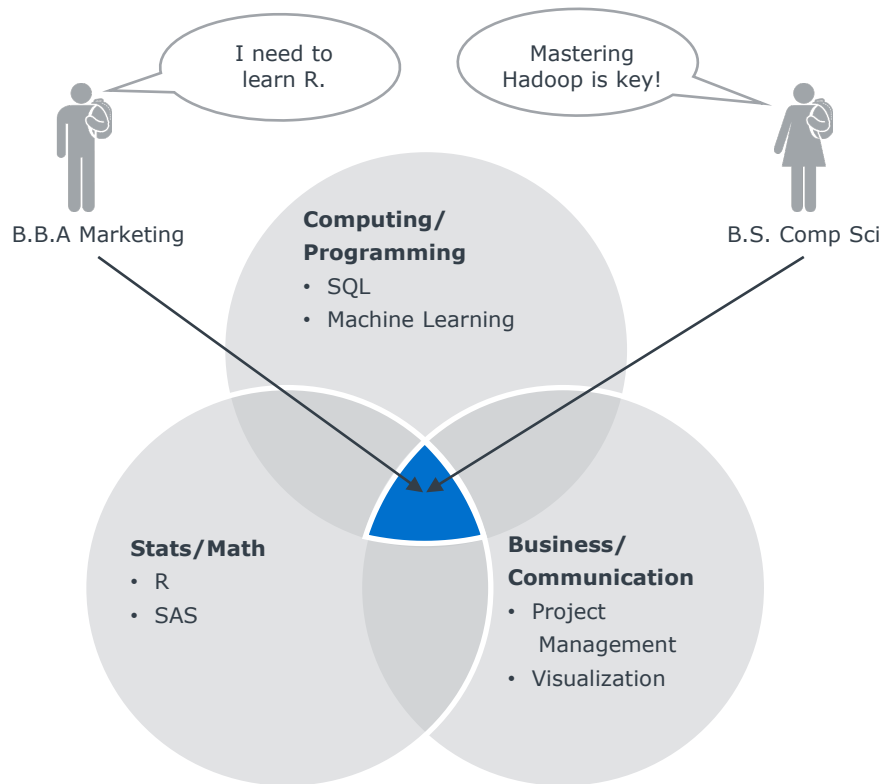 I need to
learn R.
Mastering
Hadoop is key!
B.B.A Marketing
B.S. Comp Sci
Computing/
Programming
• SQL
• Machine Learning
Stats/Math
• R
• SAS
Business/
Communication
• Project
Management
• Visualization